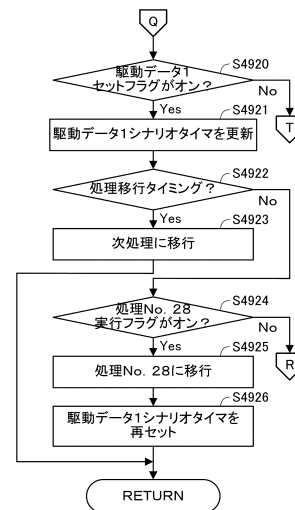 Q
S4920
駆動データ1
セットフラグがオン？
No
T
Yes
S4921
駆動データ1シナリオタイマを更新
S4922
処理移行タイミング？
No
Yes
S4923
次処理に移行
S4924
処理No. 28
実行フラグがオン？
No
R
Yes
S4925
処理No. 28に移行
S4926
駆動データ1シナリオタイマを
再セット
RETURN